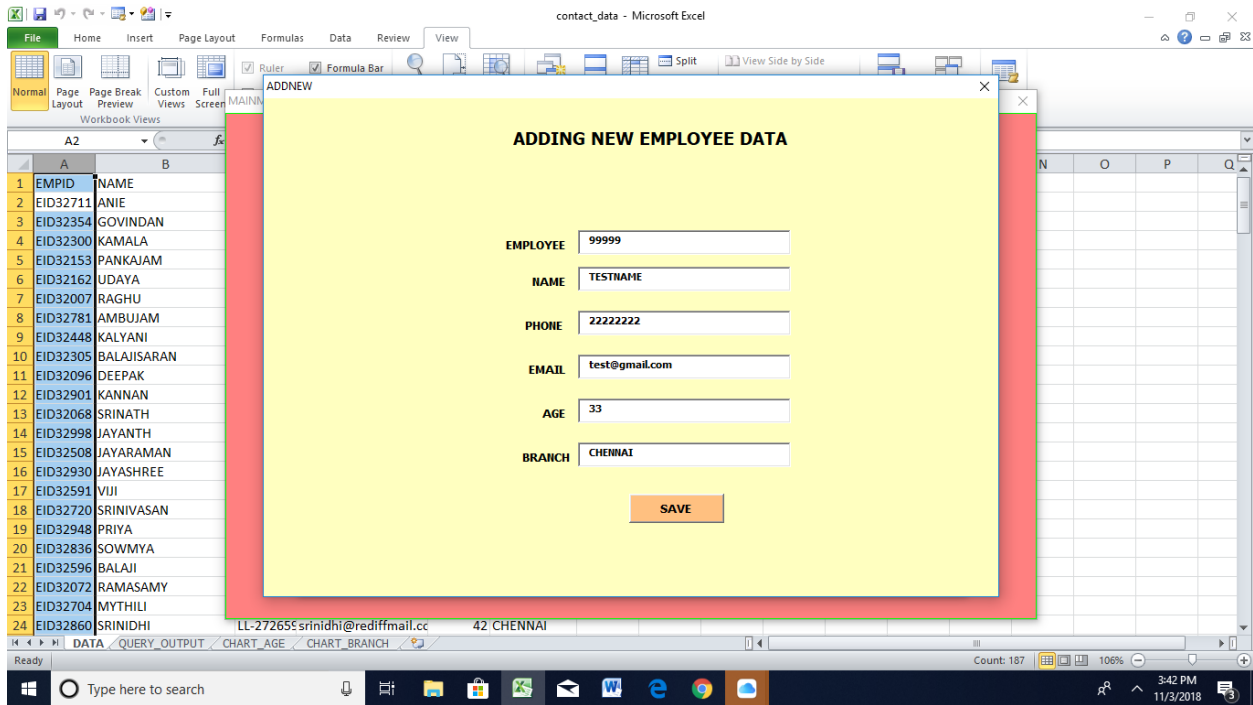 contact_data - Microsoft Excel
File Home Insert Page Layout Formulas Data Review View
Normal Page Layout Page Break Preview Custom Views Full Screen
Workbook Views
Ruler Formula Bar
Split
View Side by Side
A2 fx
A B N O P Q
MAINM
ADDNEW
ADDING NEW EMPLOYEE DATA
EMPLOYEE 99999
NAME TESTNAME
PHONE 22222222
EMAIL test@gmail.com
AGE 33
BRANCH CHENNAI
SAVE
1 EMPID NAME
2 EID32711 ANIE
3 EID32354 GOVINDAN
4 EID32300 KAMALA
5 EID32153 PANKAJAM
6 EID32162 UDAYA
7 EID32007 RAGHU
8 EID32781 AMBUJAM
9 EID32448 KALYANI
10 EID32305 BALAJISARAN
11 EID32096 DEEPAK
12 EID32901 KANNAN
13 EID32068 SRINATH
14 EID32998 JAYANTH
15 EID32508 JAYARAMAN
16 EID32930 JAYASHREE
17 EID32591 VIJI
18 EID32720 SRINIVASAN
19 EID32948 PRIYA
20 EID32836 SOWMYA
21 EID32596 BALAJI
22 EID32072 RAMASAMY
23 EID32704 MYTHILI
24 EID32860 SRINIDHI srinidhi@rediffmail.cc 42 CHENNAI
DATA QUERY_OUTPUT CHART_AGE CHART_BRANCH
Ready Count: 187 106%
Type here to search
3:42 PM
11/3/2018
3